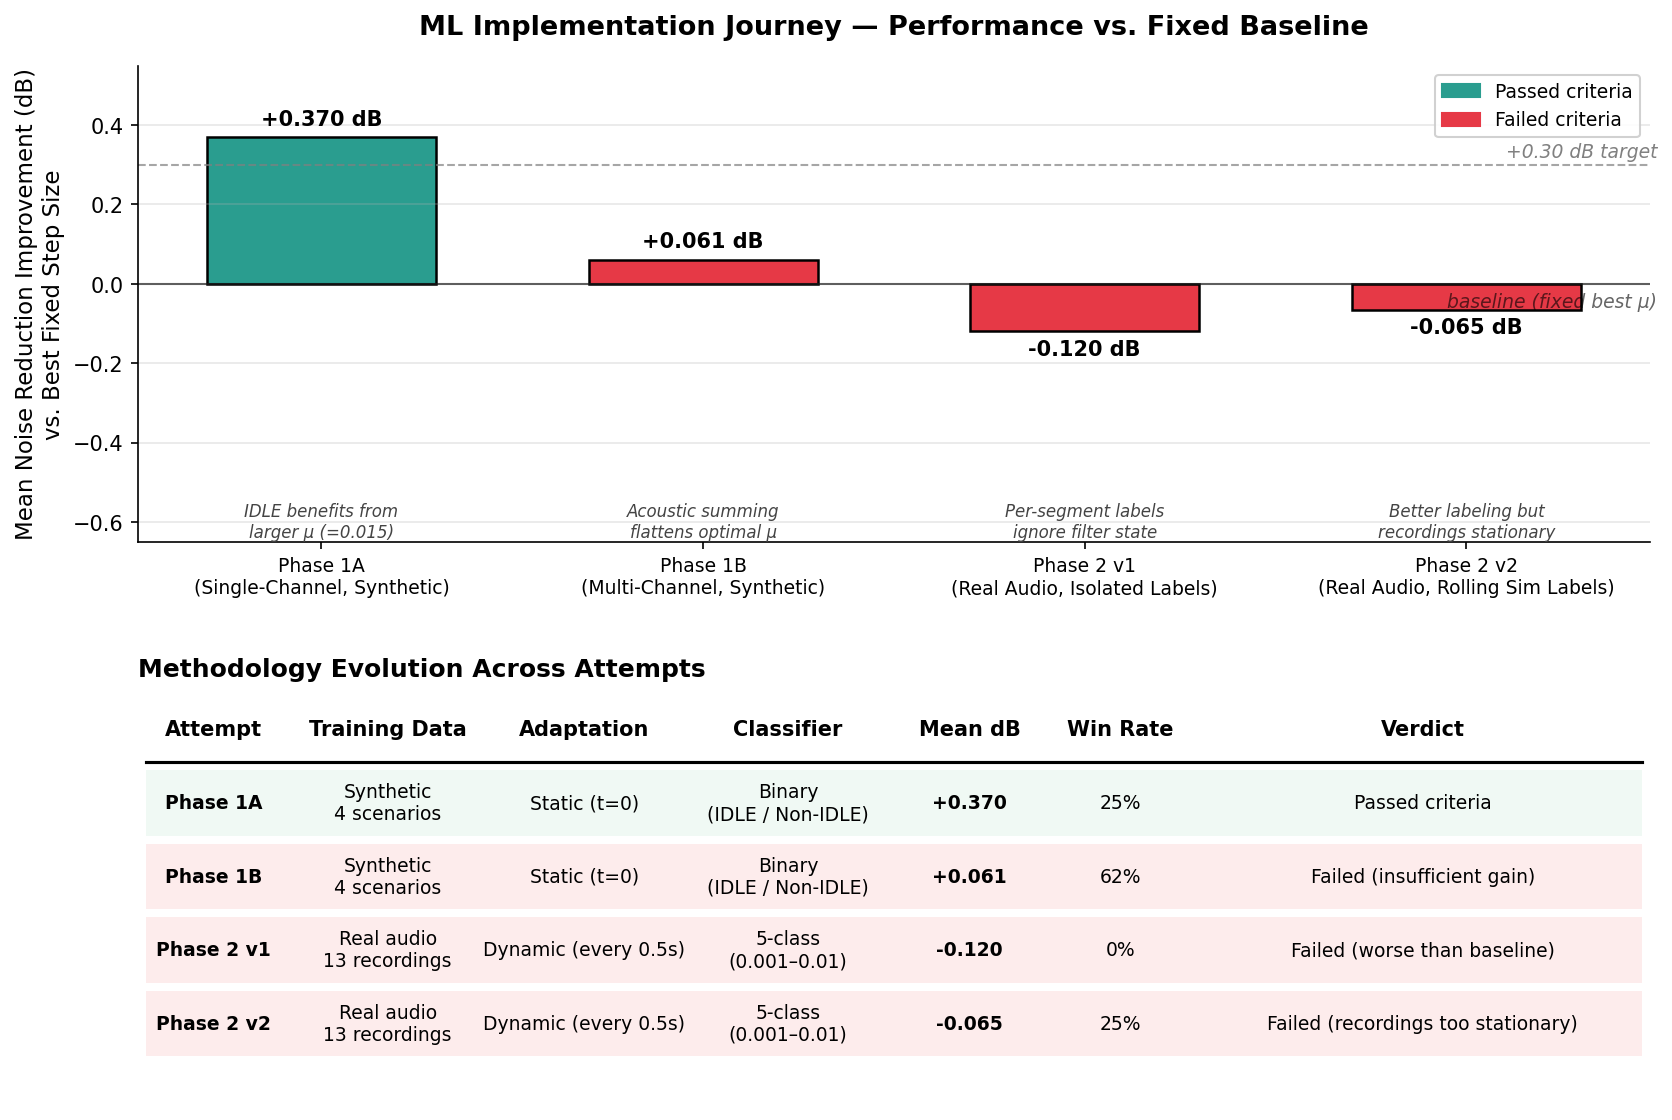 ML Implementation Journey — Performance vs. Fixed Baseline
Mean Noise Reduction Improvement (dB)
vs. Best Fixed Step Size
0.4
0.2
0.0
−0.2
−0.4
−0.6
Passed criteria
Failed criteria
+0.30 dB target
baseline (fixed best μ)
+0.370 dB
+0.061 dB
-0.120 dB
-0.065 dB
IDLE benefits from
larger μ (=0.015)
Acoustic summing
flattens optimal μ
Per-segment labels
ignore filter state
Better labeling but
recordings stationary
Phase 1A
(Single-Channel, Synthetic)
Phase 1B
(Multi-Channel, Synthetic)
Phase 2 v1
(Real Audio, Isolated Labels)
Phase 2 v2
(Real Audio, Rolling Sim Labels)
Methodology Evolution Across Attempts
Attempt Training Data Adaptation Classifier Mean dB Win Rate Verdict
Phase 1A
Synthetic
4 scenarios
Static (t=0)
Binary
(IDLE / Non-IDLE)
+0.370
25%
Passed criteria
Phase 1B
Synthetic
4 scenarios
Static (t=0)
Binary
(IDLE / Non-IDLE)
+0.061
62%
Failed (insufficient gain)
Phase 2 v1
Real audio
13 recordings
Dynamic (every 0.5s)
5-class
(0.001–0.01)
-0.120
0%
Failed (worse than baseline)
Phase 2 v2
Real audio
13 recordings
Dynamic (every 0.5s)
5-class
(0.001–0.01)
-0.065
25%
Failed (recordings too stationary)